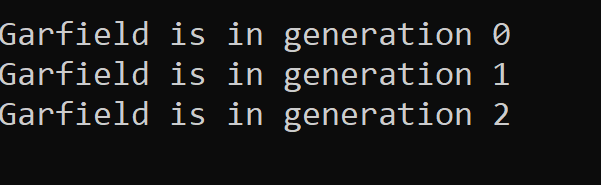 Garfield is in generation 0
Garfield is in generation 1
Garfield is in generation 2